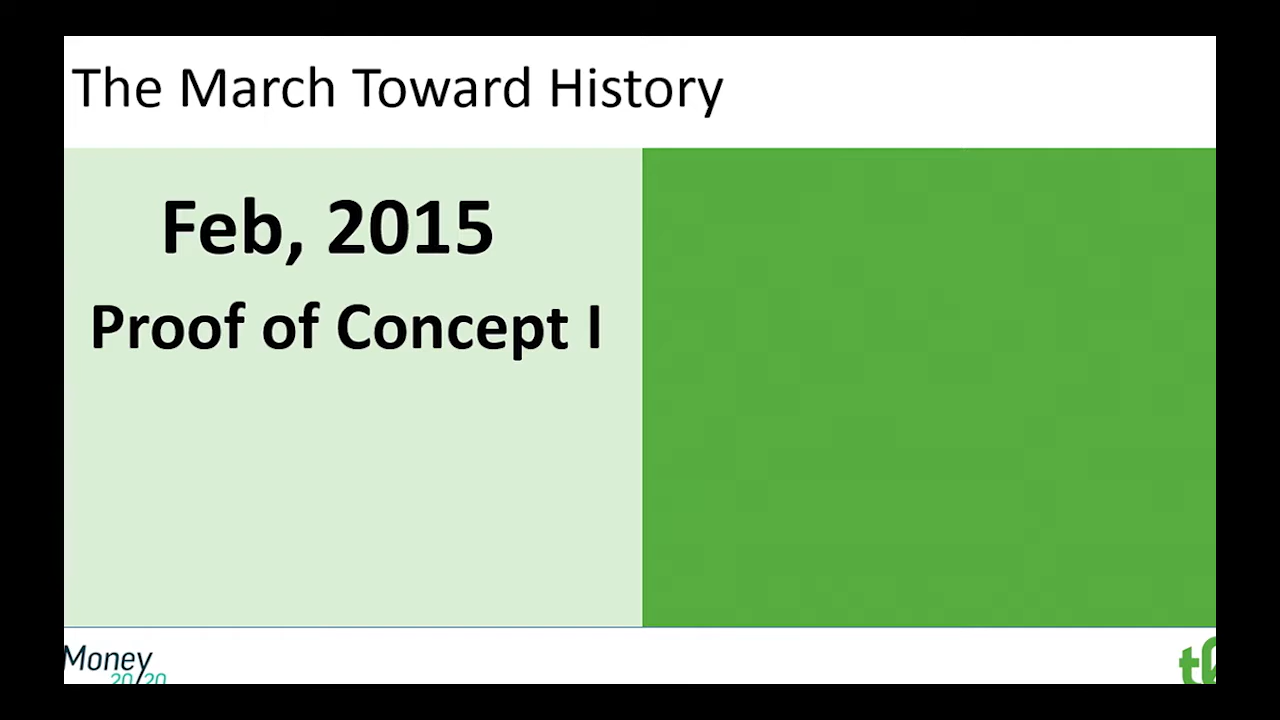 The March Toward History
Feb, 2015
Proof of Concept I
Money
20/20